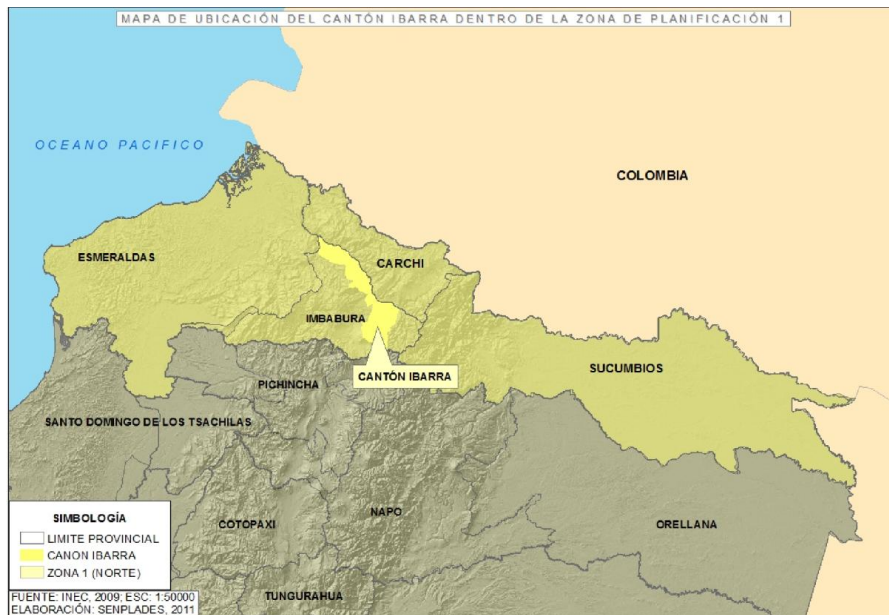 MAPA DE UBICACIÓN DEL CANTÓN IBARRA DENTRO DE LA ZONA DE PLANIFICACIÓN 1
OCEANO PACIFICO
COLOMBIA
ESMERALDAS
CARCHI
IMBABURA
CANTÓN IBARRA
SUCUMBIOS
PICHINCHA
SANTO DOMINGO DE LOS TSACHILAS
COTOPAXI
NAPO
ORELLANA
TUNGURAHUA
SIMBOLOGÍA
LIMITE PROVINCIAL
CANON IBARRA
ZONA 1 (NORTE)
FUENTE: INEC, 2009; ESC: 1:50000
ELABORACIÓN: SENPLADES, 2011